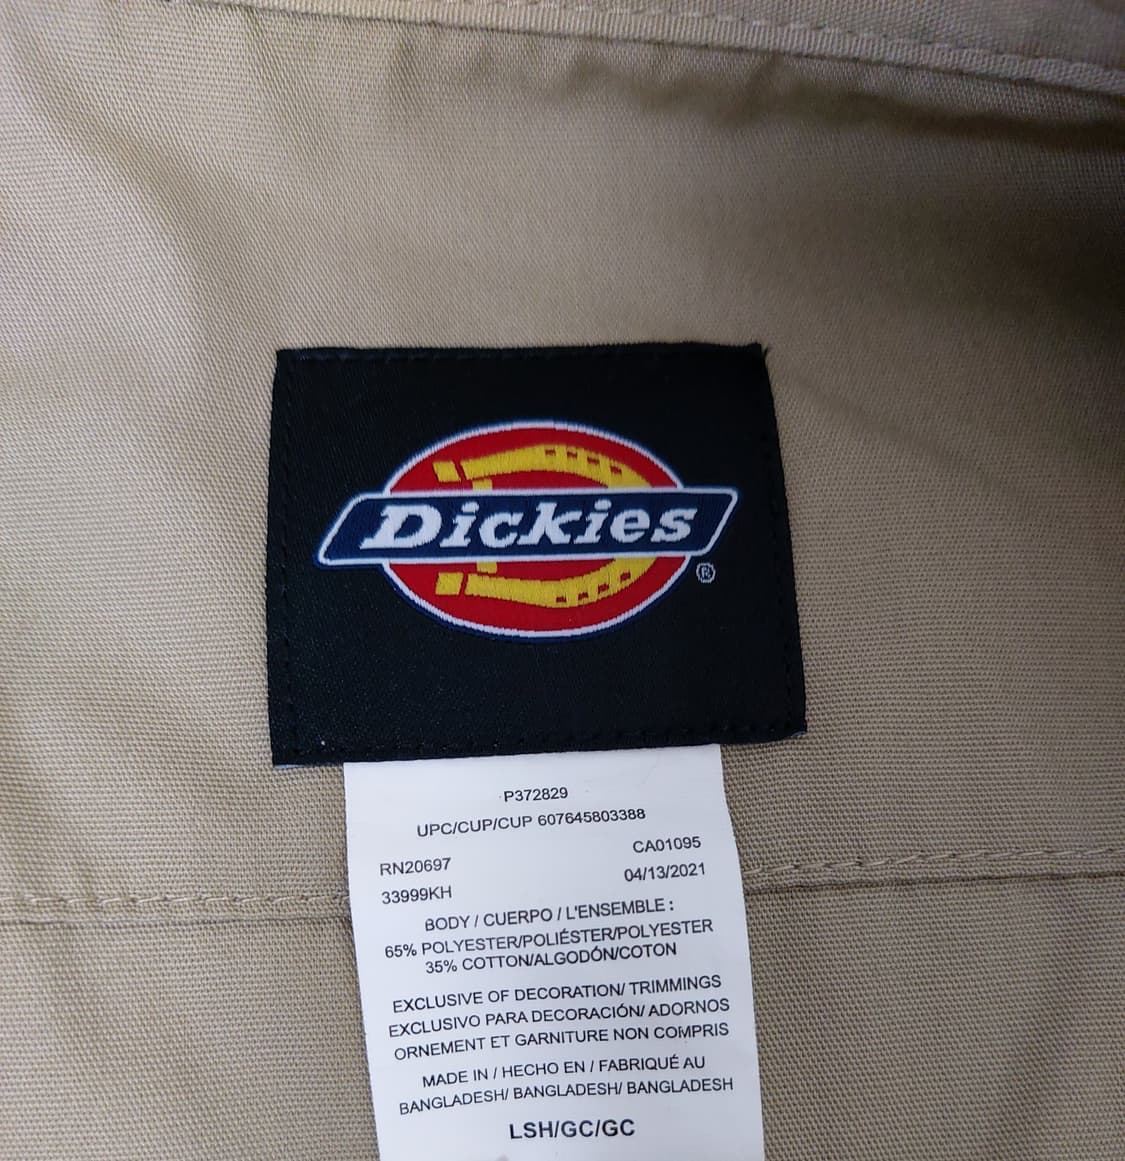 Dickies
®
P372829
UPC/CUP/CUP 607645803388
RN20697 CA01095
33999KH 04/13/2021
BODY / CUERPO / L'ENSEMBLE :
65% POLYESTER/POLIÉSTER/POLYESTER
35% COTTON/ALGODÓN/COTON
EXCLUSIVE OF DECORATION/ TRIMMINGS
EXCLUSIVO PARA DECORACIÓN/ ADORNOS
ORNEMENT ET GARNITURE NON COMPRIS
MADE IN / HECHO EN / FABRIQUÉ AU
BANGLADESH/ BANGLADESH/ BANGLADESH
LSH/GC/GC